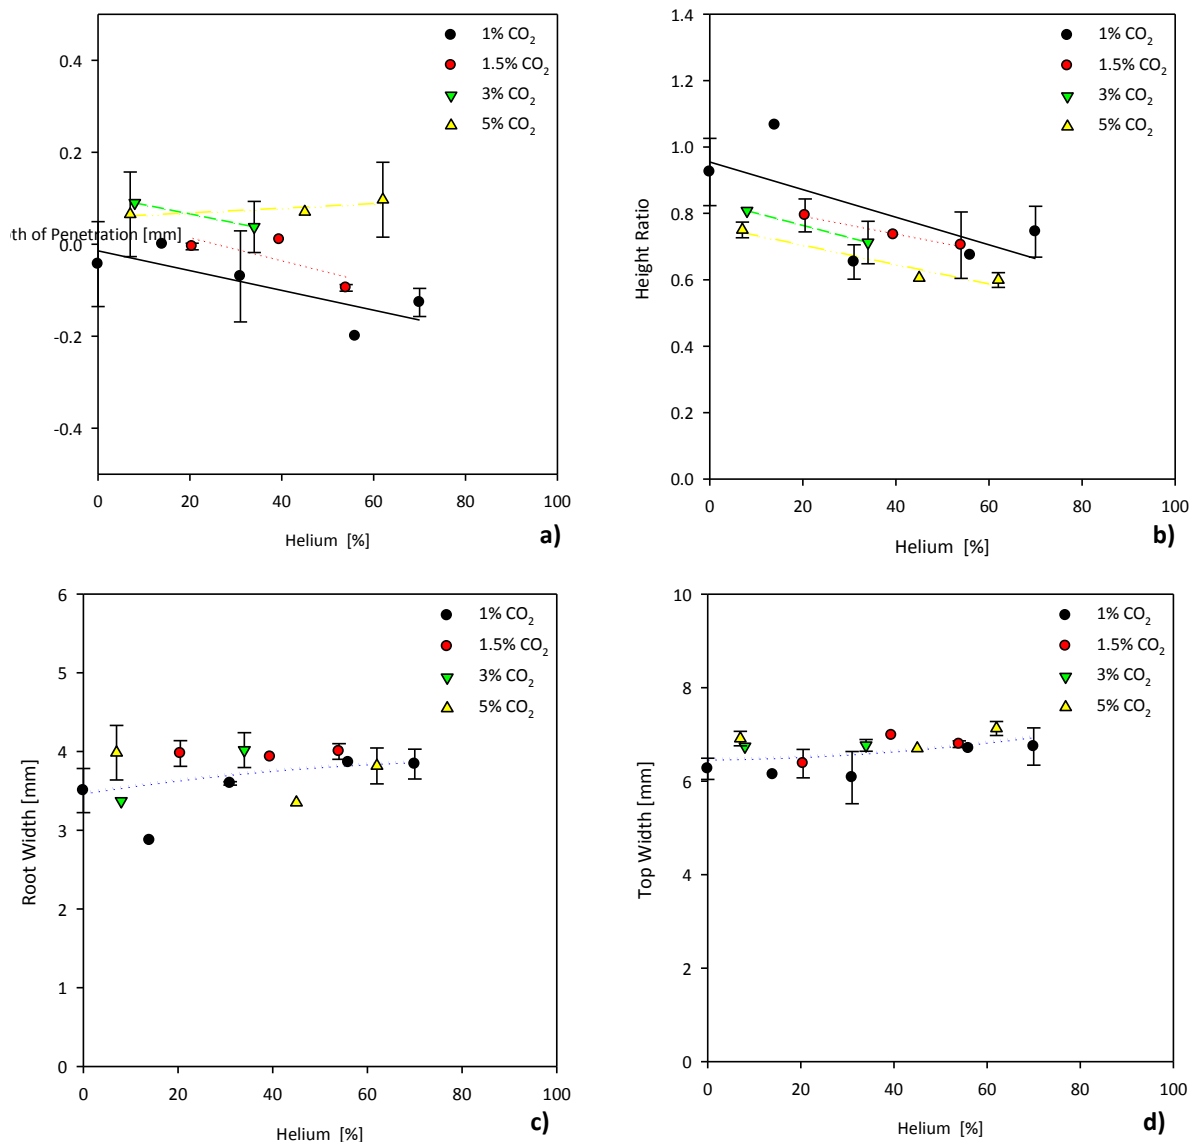 0.4
0.2
0.0
-0.2
-0.4
th of Penetration [mm]
1% CO2
1.5% CO2
3% CO2
5% CO2
0 20 40 60 80 100
Helium [%]
a)
1.4
1.2
1.0
0.8
0.6
0.4
0.2
0.0
Height Ratio
1% CO2
1.5% CO2
3% CO2
5% CO2
0 20 40 60 80 100
Helium [%]
b)
6
5
4
3
2
1
0
Root Width [mm]
1% CO2
1.5% CO2
3% CO2
5% CO2
0 20 40 60 80 100
Helium [%]
c)
10
8
6
4
2
0
Top Width [mm]
1% CO2
1.5% CO2
3% CO2
5% CO2
0 20 40 60 80 100
Helium [%]
d)